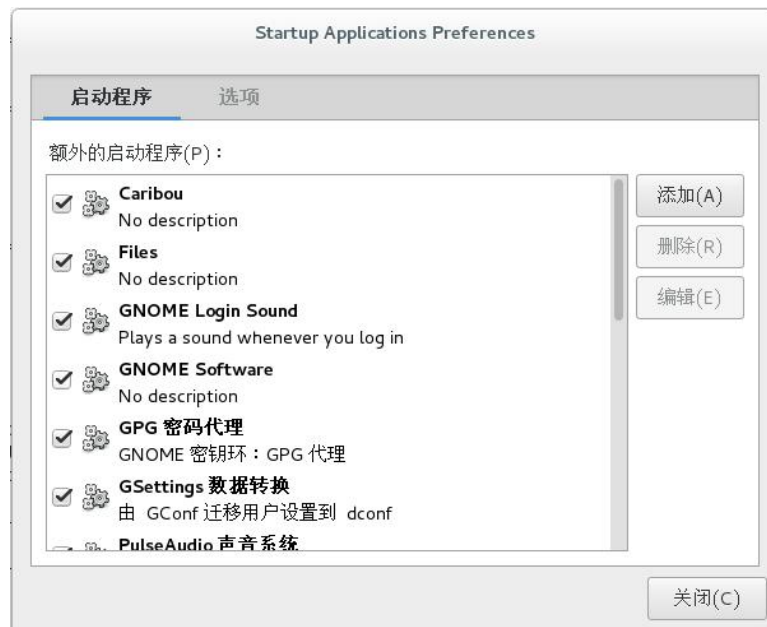 Startup Applications Preferences
启动程序 选项
额外的启动程序(P)：
Caribou
No description
Files
No description
GNOME Login Sound
Plays a sound whenever you log in
GNOME Software
No description
GPG 密码代理
GNOME 密钥环：GPG 代理
GSettings 数据转换
由 GConf 迁移用户设置到 dconf
PulseAudio 声音系统
添加(A)
删除(R)
编辑(E)
关闭(C)